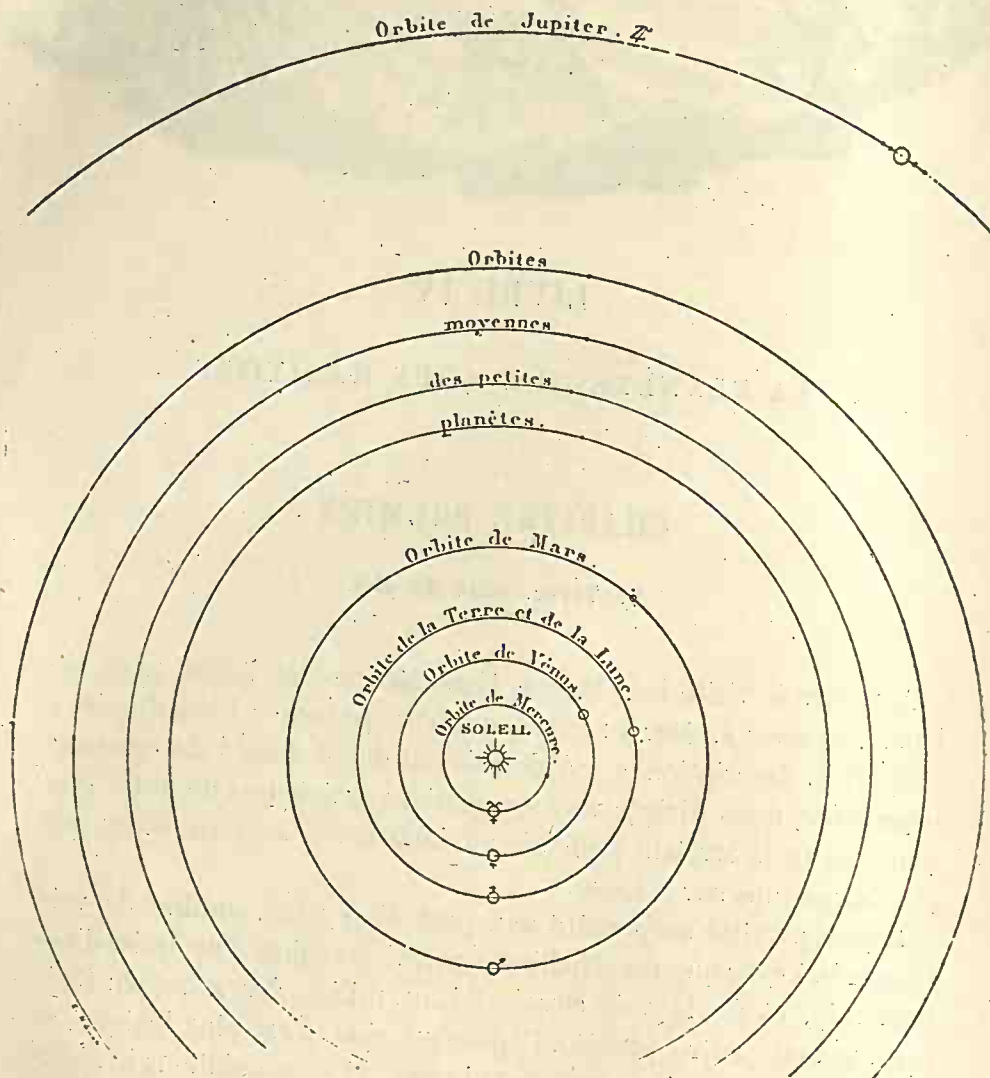 Orbite de Jupiter. ♃
Orbites
moyennes
des petites
planètes.
Orbite de Mars.
Orbite de la Terre et de la Lune.
Orbite de Vénus.
Orbite de Mercure.
SOLEIL